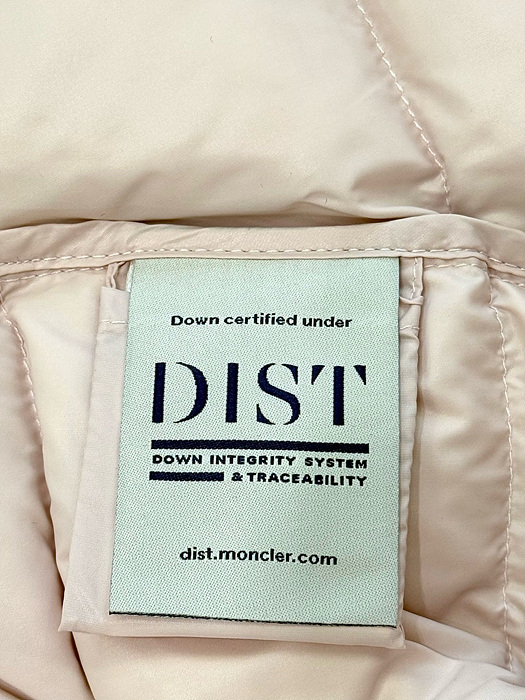 Down certified under
DIST
DOWN INTEGRITY SYSTEM
& TRACEABILITY
dist.moncler.com